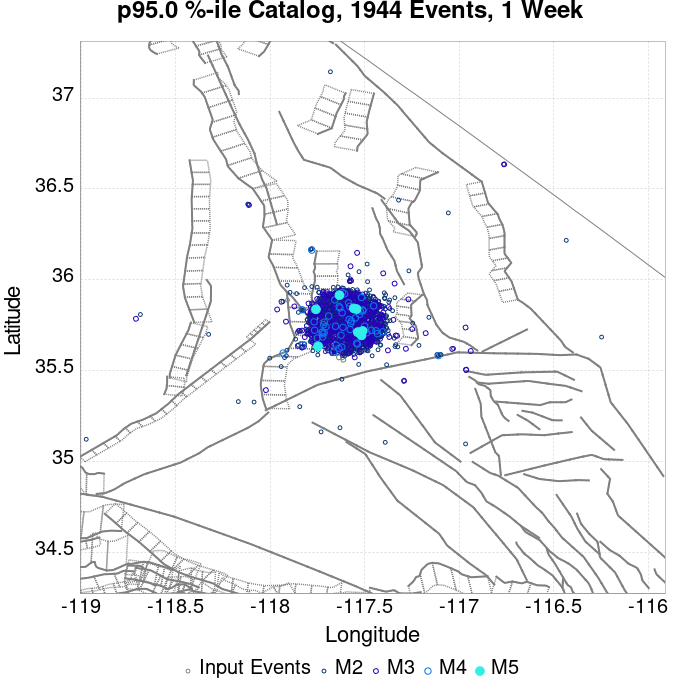 p95.0 %-ile Catalog, 1944 Events, 1 Week
37
36.5
36
35.5
35
34.5
Latitude
-119 -118.5 -118 -117.5 -117 -116.5 -116
Longitude
Input Events M2 M3 M4 M5